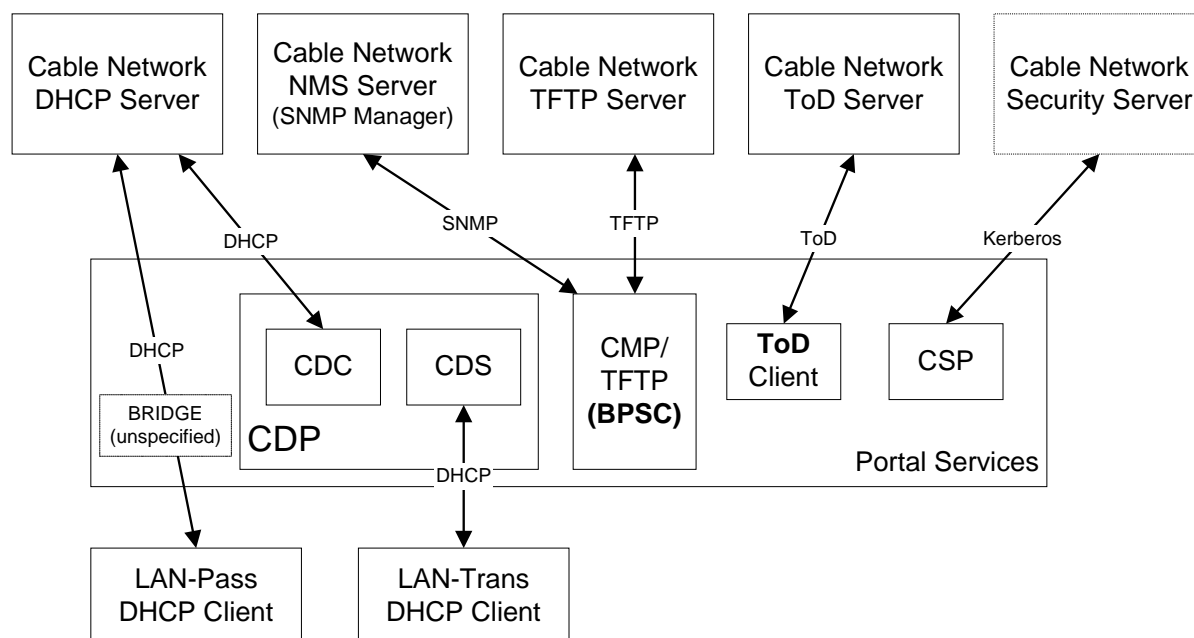 Cable Network
DHCP Server
Cable Network
NMS Server
(SNMP Manager)
Cable Network
TFTP Server
Cable Network
ToD Server
Cable Network
Security Server
SNMP
TFTP
ToD
Kerberos
DHCP
DHCP
BRIDGE
(unspecified)
CDC
CDS
CDP
CMP/
TFTP
(BPSC)
ToD
Client
CSP
Portal Services
DHCP
LAN-Pass
DHCP Client
LAN-Trans
DHCP Client